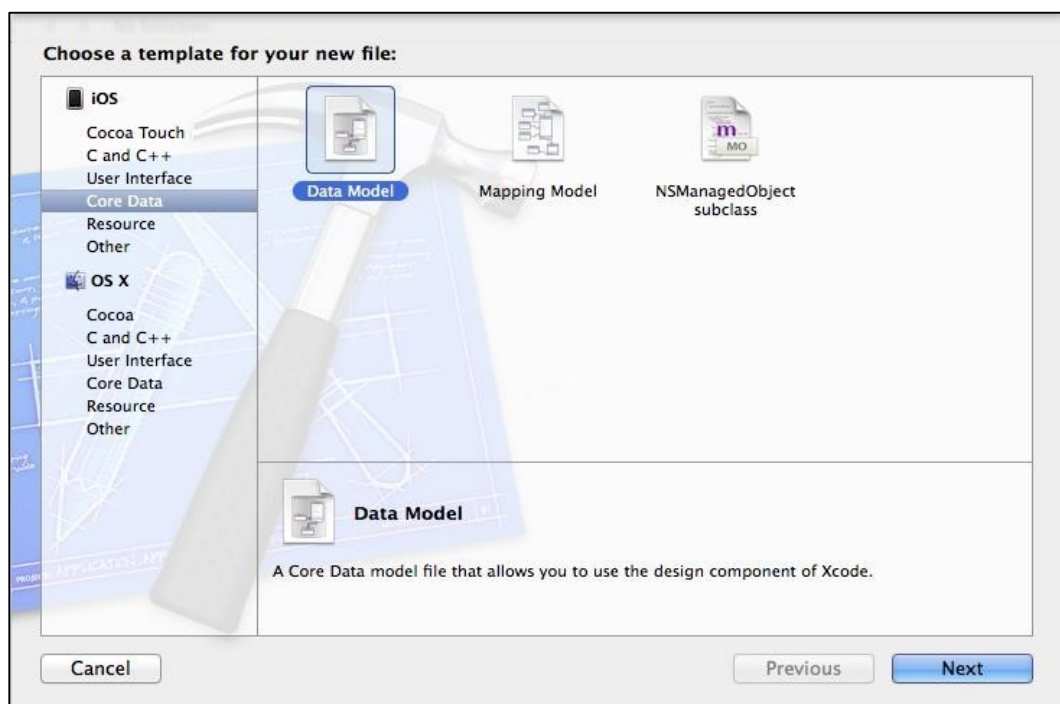 Choose a template for your new file:
iOS
Cocoa Touch
C and C++
User Interface
Core Data
Resource
Other
OS X
Cocoa
C and C++
User Interface
Core Data
Resource
Other
Data Model
Mapping Model
m
MO
NSManagedObject
subclass
Data Model
A Core Data model file that allows you to use the design component of Xcode.
Cancel
Previous
Next